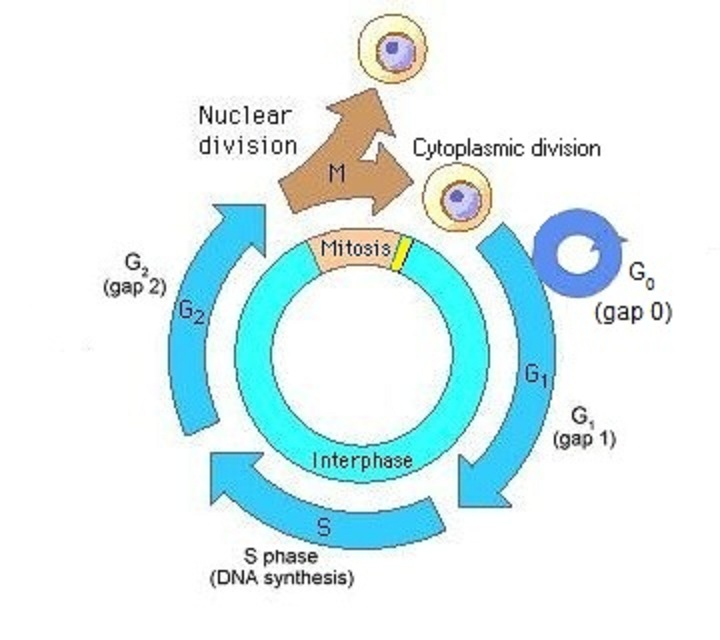 Nuclear
division
Cytoplasmic division
M
Mitosis
G₂
(gap 2)
G₂
G₀
(gap 0)
G₁
G₁
(gap 1)
Interphase
S
S phase
(DNA synthesis)